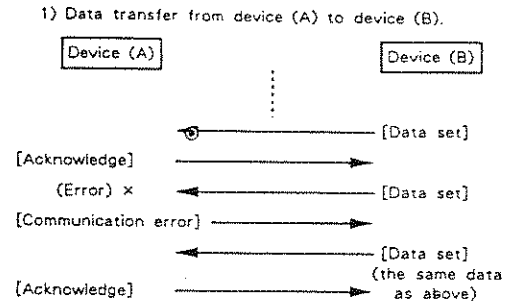 1) Data transfer from device (A) to device (B).
Device (A) Device (B)
[Data set]
[Acknowledge]
(Error) × [Data set]
[Communication error]
[Data set]
(the same data
[Acknowledge] as above)